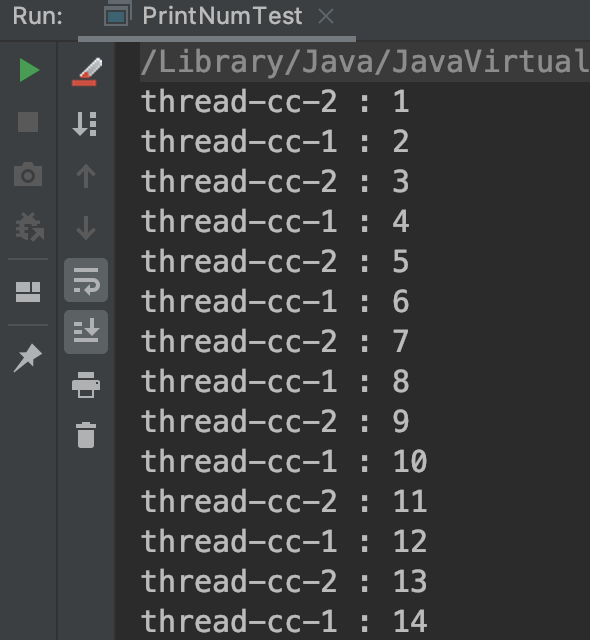 Run: PrintNumTest
/Library/Java/JavaVirtual
thread-cc-2 : 1
thread-cc-1 : 2
thread-cc-2 : 3
thread-cc-1 : 4
thread-cc-2 : 5
thread-cc-1 : 6
thread-cc-2 : 7
thread-cc-1 : 8
thread-cc-2 : 9
thread-cc-1 : 10
thread-cc-2 : 11
thread-cc-1 : 12
thread-cc-2 : 13
thread-cc-1 : 14